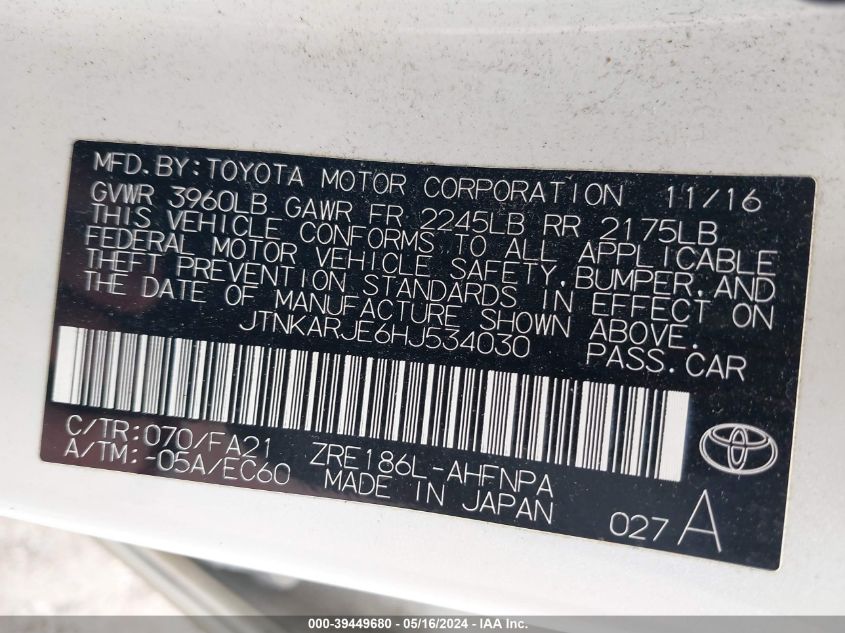 MFD.BY:TOYOTA MOTOR CORPORATION 11/16
GVWR 3960LB GAWR FR 2245LB RR 2175LB
THIS VEHICLE CONFORMS TO ALL APPLICABLE
FEDERAL MOTOR VEHICLE SAFETY,BUMPER,AND
THEFT PREVENTION STANDARDS IN EFFECT ON
THE DATE OF MANUFACTURE SHOWN ABOVE.
JTNKARJE6HJ534030 PASS.CAR
C/TR:070/FA21 ZRE186L-AHFNPA
A/TM:-05A/EC60 MADE IN JAPAN
027 A
000-39449680 - 05/16/2024 - IAA Inc.